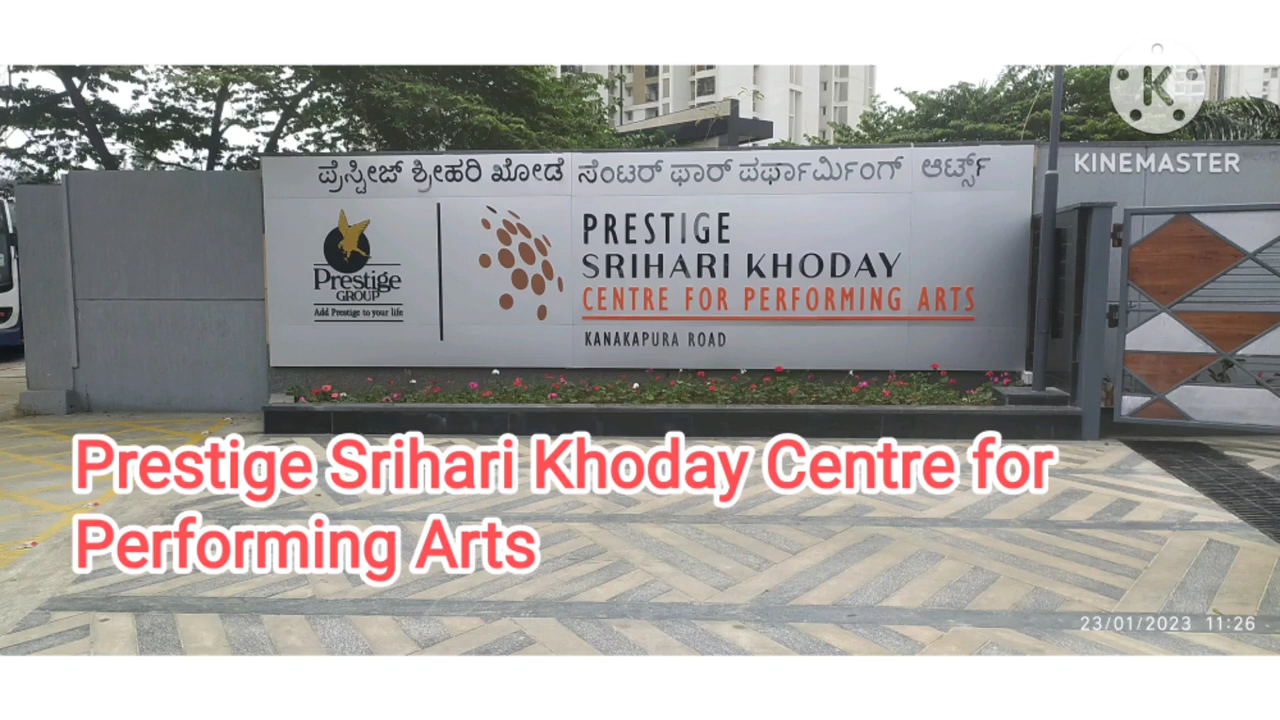 K
KINEMASTER
ಪ್ರೆಸ್ಟೀಜ್ ಶ್ರೀಹರಿ ಖೋಡೆ ಸೆಂಟರ್ ಫಾರ್ ಪರ್ಫಾರ್ಮಿಂಗ್ ಆರ್ಟ್ಸ್
Prestige
GROUP
Add Prestige to your life
PRESTIGE
SRIHARI KHODAY
CENTRE FOR PERFORMING ARTS
KANAKAPURA ROAD
Prestige Srihari Khoday Centre for
Performing Arts
23/01/2023 11:26